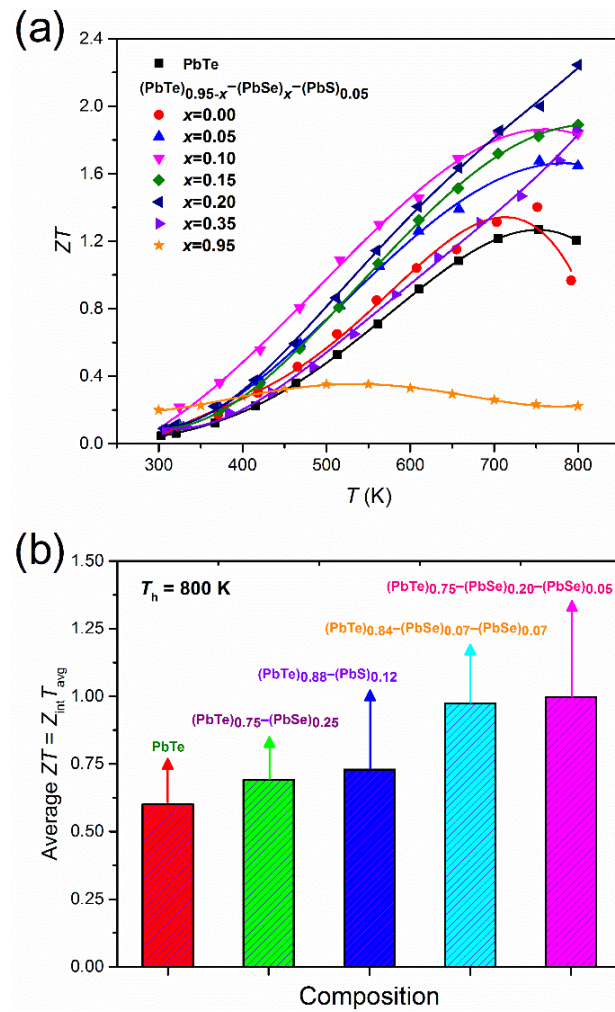 (a)
2.4
2.0
1.6
1.2
0.8
0.4
0.0
ZT
PbTe
(PbTe)0.95-x–(PbSe)x–(PbS)0.05
x=0.00
x=0.05
x=0.10
x=0.15
x=0.20
x=0.35
x=0.95
300 400 500 600 700 800
T (K)
(b)
1.50
1.25
1.00
0.75
0.50
0.25
0.00
Average ZT = Zint Tavg
Th = 800 K
(PbTe)0.75–(PbSe)0.20–(PbSe)0.05
(PbTe)0.84–(PbSe)0.07–(PbSe)0.07
(PbTe)0.88–(PbS)0.12
(PbTe)0.75–(PbSe)0.25
PbTe
Composition